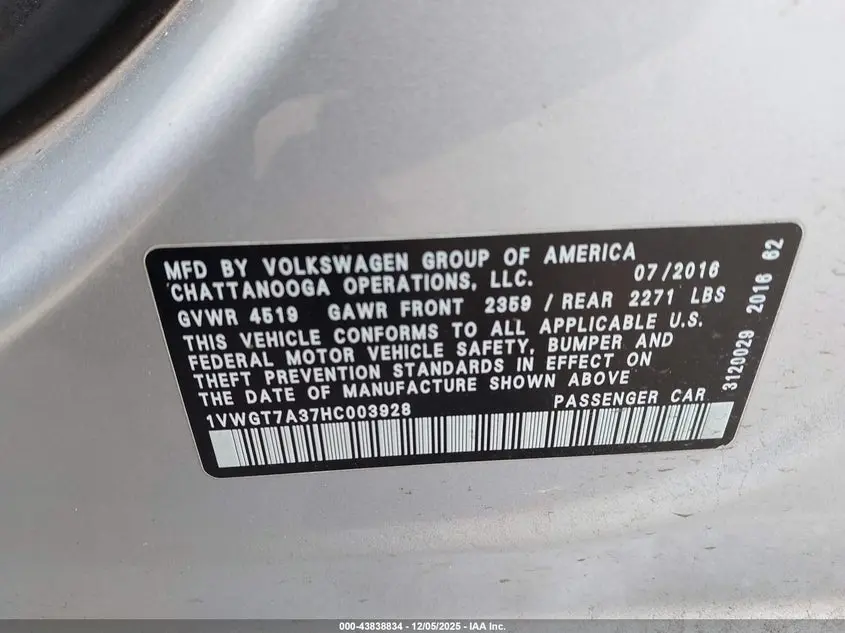 MFD BY VOLKSWAGEN GROUP OF AMERICA
CHATTANOOGA OPERATIONS, LLC. 07/2016
GVWR 4519 GAWR FRONT 2359 / REAR 2271 LBS
THIS VEHICLE CONFORMS TO ALL APPLICABLE U.S.
FEDERAL MOTOR VEHICLE SAFETY, BUMPER AND
THEFT PREVENTION STANDARDS IN EFFECT ON
THE DATE OF MANUFACTURE SHOWN ABOVE
1VWGT7A37HC003928 PASSENGER CAR
3120029 2016 62
000-43838834 - 12/05/2025 - IAA Inc.